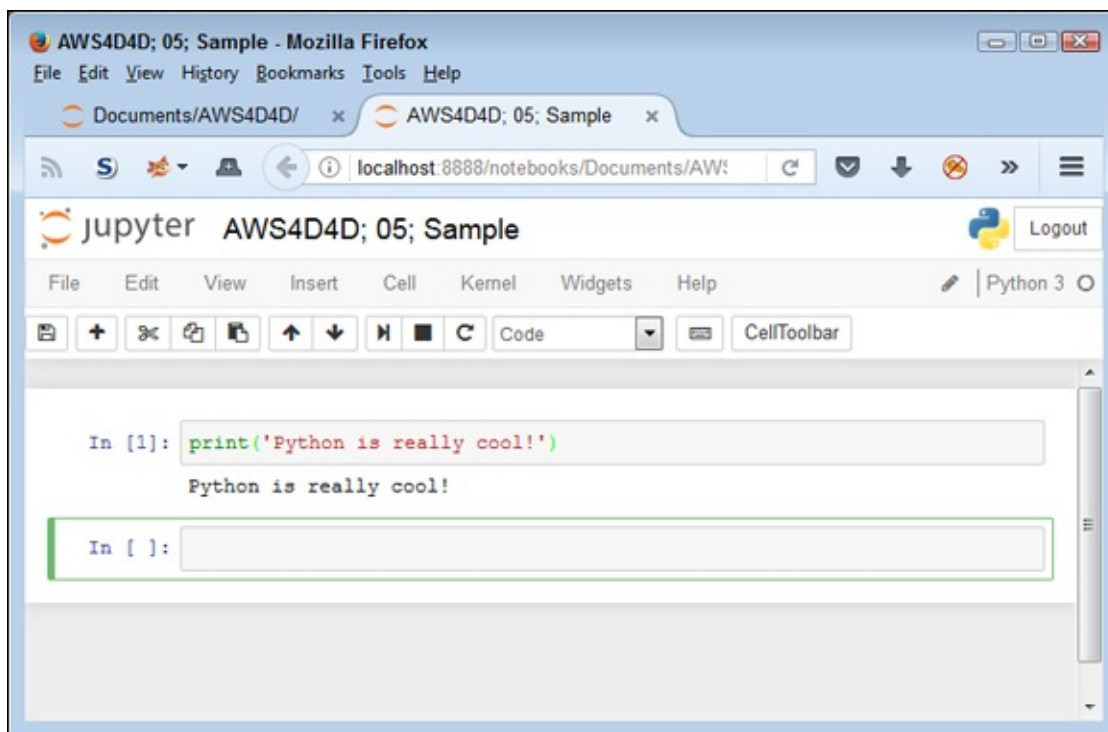 AWS4D4D; 05; Sample - Mozilla Firefox
File Edit View History Bookmarks Tools Help
Documents/AWS4D4D/ × AWS4D4D; 05; Sample ×
S) localhost:8888/notebooks/Documents/AWS »
jupyter AWS4D4D; 05; Sample Logout
File Edit View Insert Cell Kernel Widgets Help Python 3
Code CellToolbar
In [1]: print('Python is really cool!')
Python is really cool!
In [ ]: